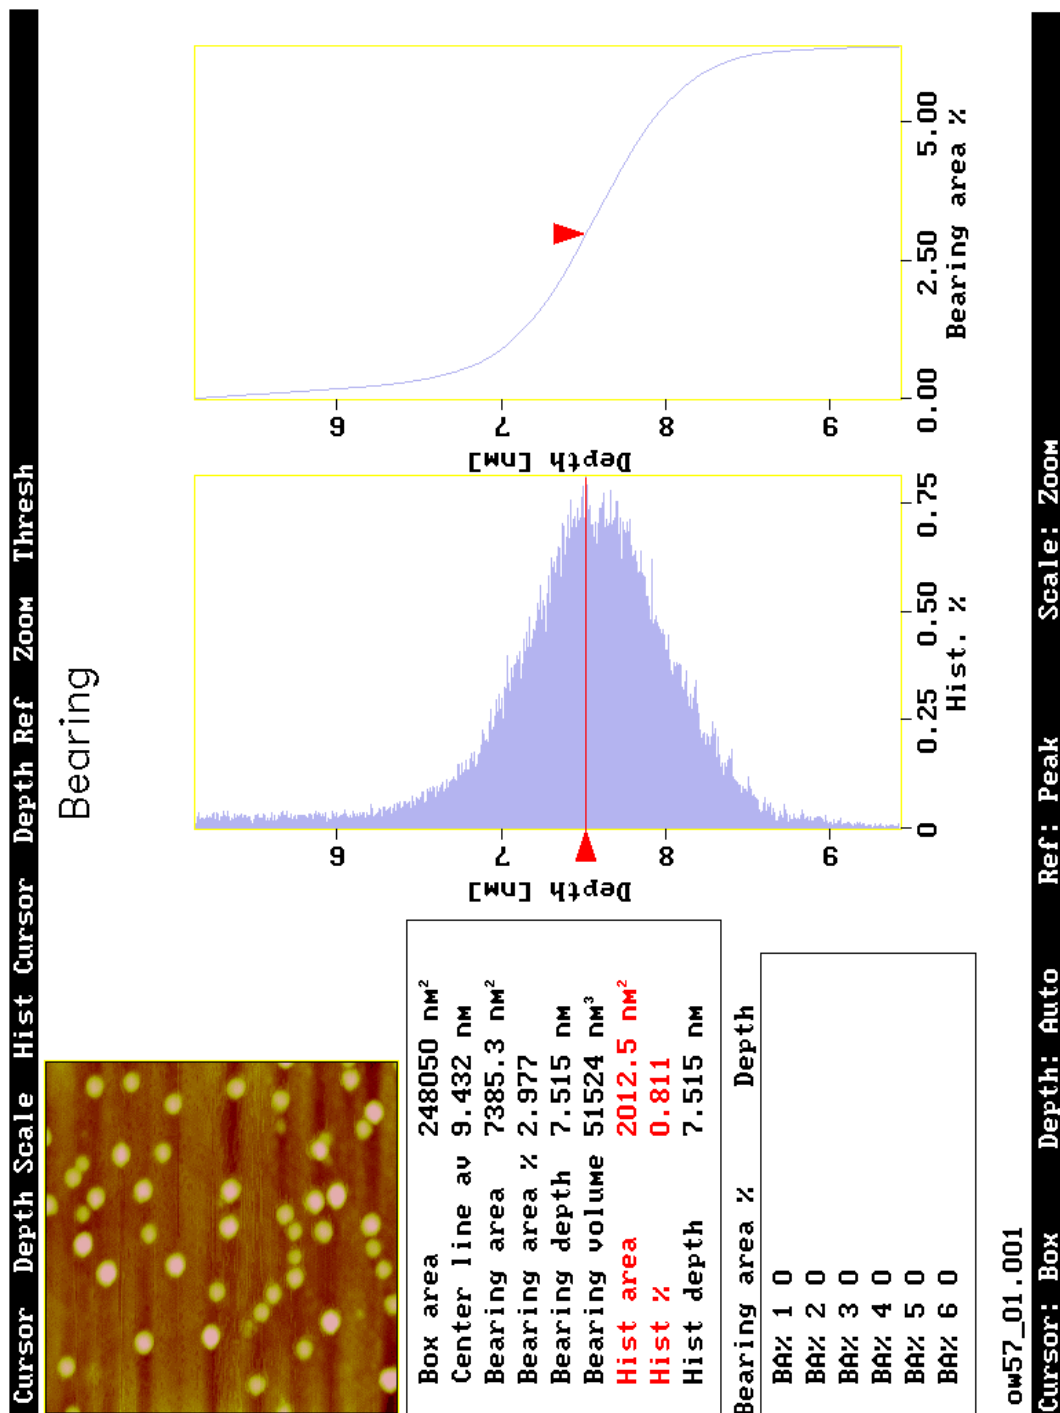 Cursor Depth Scale Hist Cursor Depth Ref Zoom Thresh
Bearing
Box area 248050 nm²
Center line av 9.432 nm
Bearing area 7385.3 nm²
Bearing area % 2.977
Bearing depth 7.515 nm
Bearing volume 51524 nm³
Hist area 2012.5 nm²
Hist % 0.811
Hist depth 7.515 nm
Bearing area % Depth
BA% 1 0
BA% 2 0
BA% 3 0
BA% 4 0
BA% 5 0
BA% 6 0
Depth [nm]
6
7
8
9
0 0.25 0.50 0.75
Hist. %
Depth [nm]
6
7
8
9
0.00 2.50 5.00
Bearing area %
ow57_01.001
Cursor: Box Depth: Auto Ref: Peak Scale: Zoom